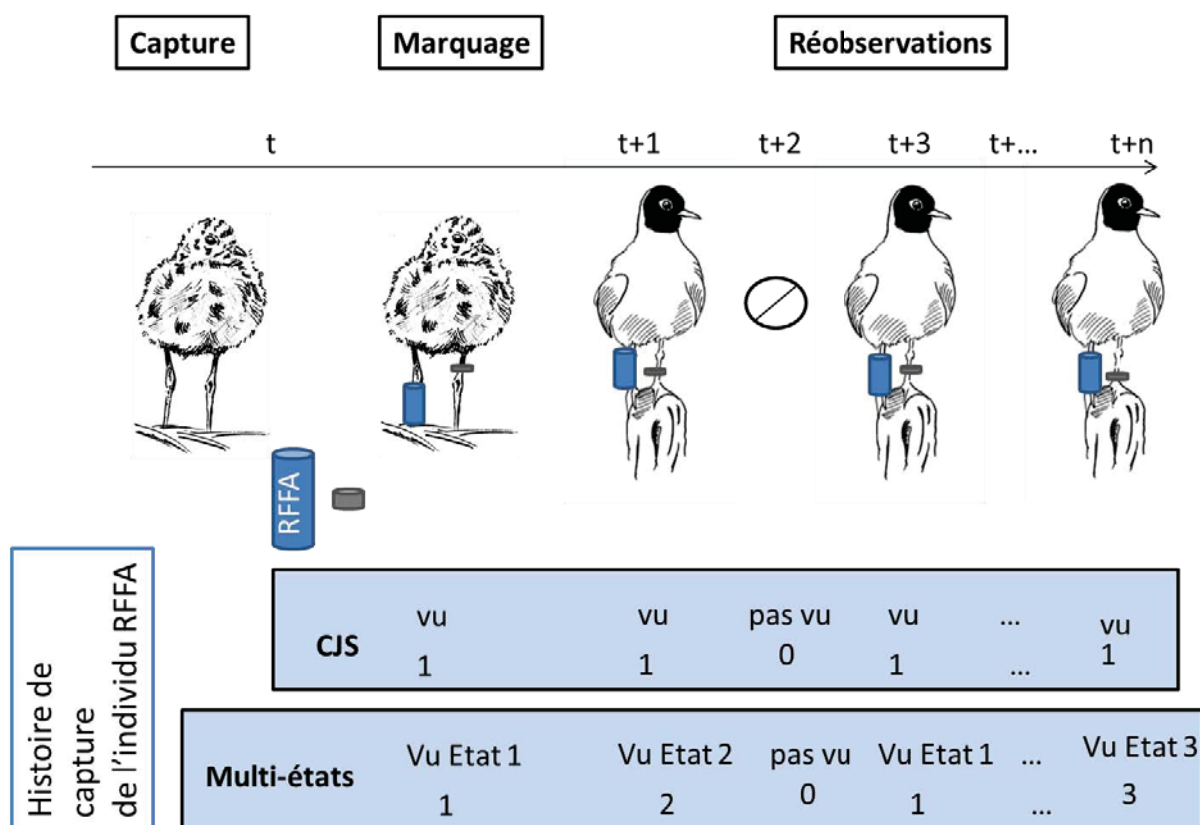 Capture Marquage Réobservations
t t+1 t+2 t+3 t+... t+n
RFFA
Histoire de
capture
de l'individu RFFA
vu vu pas vu vu ... vu
CJS
1 1 0 1 ... 1
Vu Etat 1 Vu Etat 2 pas vu Vu Etat 1 ... Vu Etat 3
Multi-états
1 2 0 1 ... 3